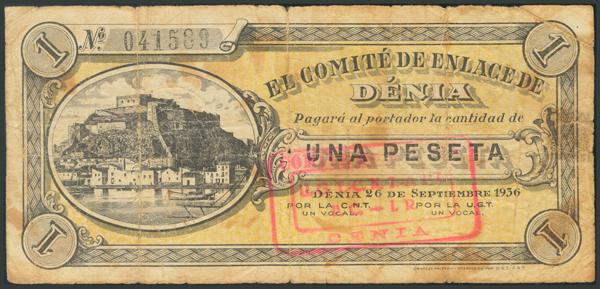 1
Nº 041589
1
EL COMITÉ DE ENLACE DE
DÉNIA
Pagará al portador la cantidad de
UNA PESETA
DÉNIA 26 DE SEPTIEMBRE 1936
POR LA C.N.T. POR LA U.G.T.
UN VOCAL. UN VOCAL.
DENIA
1
1